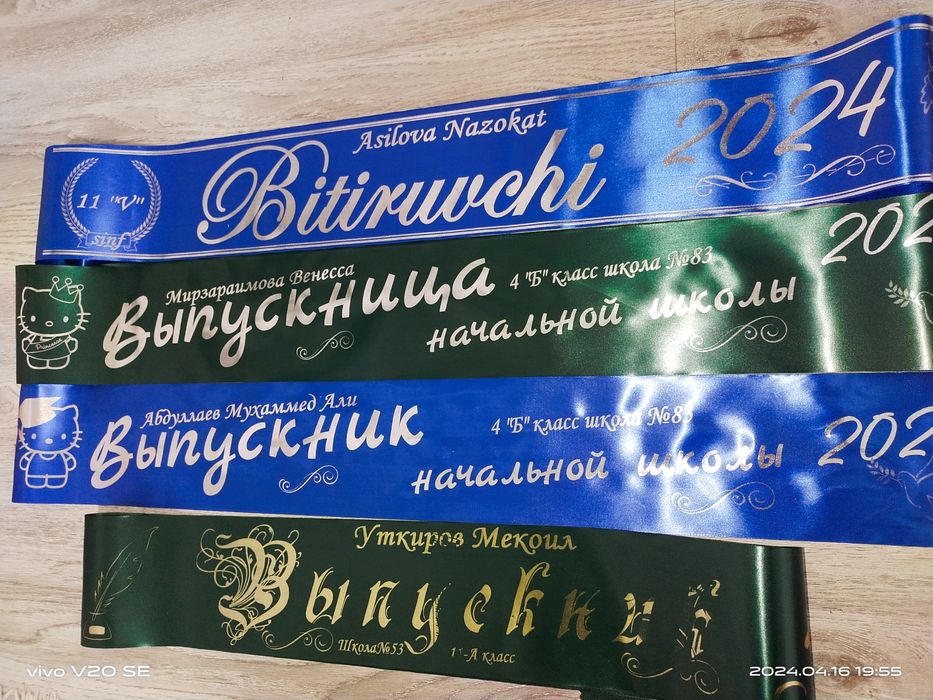 Asilova Nazokat
Bitiruvchi
2024
11 "V"
sinf
Мирзараимова Венесса
Выпускница
4 "Б" класс школа №83
начальной школы
202
Princess
Абдуллаев Мухаммед Али
Выпускник
4 "Б" класс школа №83
начальной школы
202
Уткиров Мекоил
Выпускник
Школа№53
11-А класс
vivo V20 SE
2024.04.16 19:55